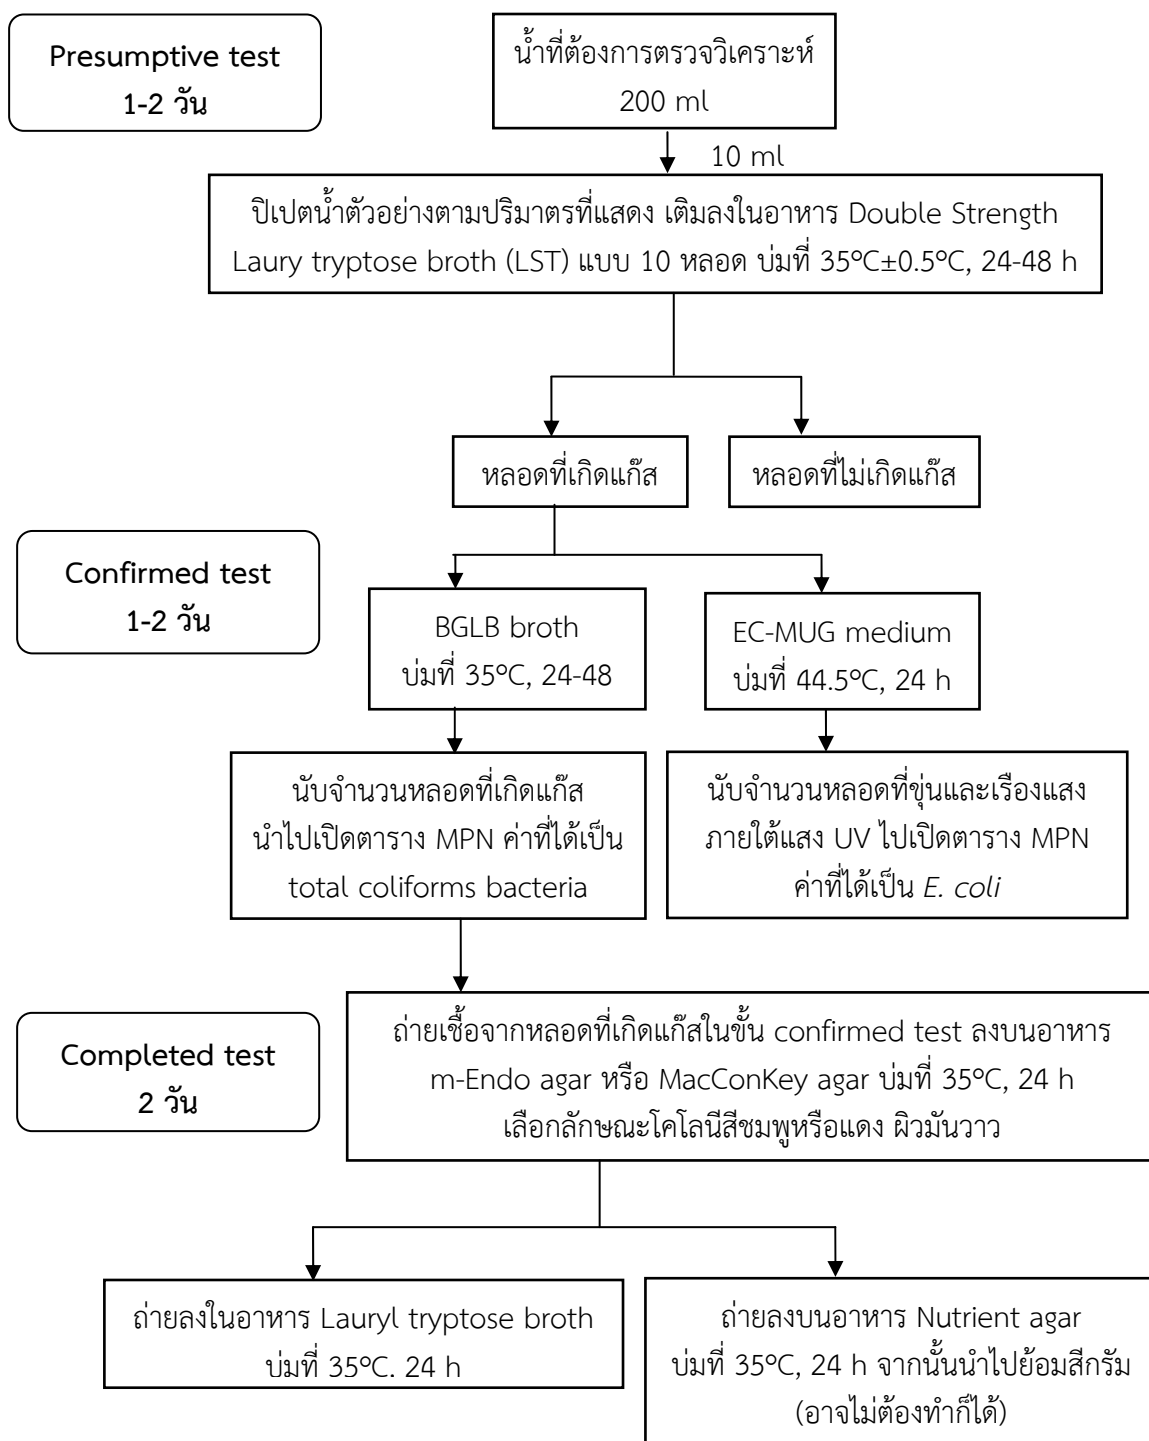 Presumptive test
1-2 วัน
น้ำที่ต้องการตรวจวิเคราะห์
200 ml
10 ml
ปิเปตน้ำตัวอย่างตามปริมาตรที่แสดง เติมลงในอาหาร Double Strength
Laury tryptose broth (LST) แบบ 10 หลอด บ่มที่ 35°C±0.5°C, 24-48 h
หลอดที่เกิดแก๊ส
หลอดที่ไม่เกิดแก๊ส
Confirmed test
1-2 วัน
BGLB broth
บ่มที่ 35°C, 24-48
EC-MUG medium
บ่มที่ 44.5°C, 24 h
นับจำนวนหลอดที่เกิดแก๊ส
นำไปเปิดตาราง MPN ค่าที่ได้เป็น
total coliforms bacteria
นับจำนวนหลอดที่ขุ่นและเรืองแสง
ภายใต้แสง UV ไปเปิดตาราง MPN
ค่าที่ได้เป็น E. coli
Completed test
2 วัน
ถ่ายเชื้อจากหลอดที่เกิดแก๊สในขั้น confirmed test ลงบนอาหาร
m-Endo agar หรือ MacConKey agar บ่มที่ 35°C, 24 h
เลือกลักษณะโคโลนีสีชมพูหรือแดง ผิวมันวาว
ถ่ายลงในอาหาร Lauryl tryptose broth
บ่มที่ 35°C. 24 h
ถ่ายลงบนอาหาร Nutrient agar
บ่มที่ 35°C, 24 h จากนั้นนำไปย้อมสีกรัม
(อาจไม่ต้องทำก็ได้)